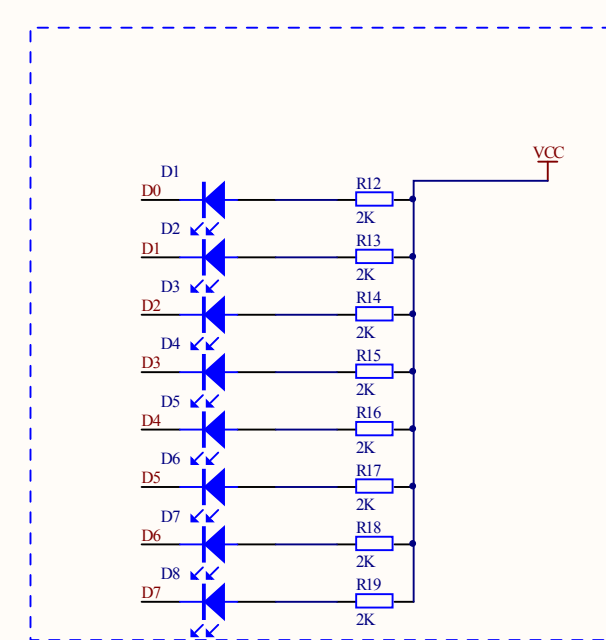 VCC
D1
D0
R12
2K
D2
D1
R13
2K
D3
D2
R14
2K
D4
D3
R15
2K
D5
D4
R16
2K
D6
D5
R17
2K
D7
D6
R18
2K
D8
D7
R19
2K